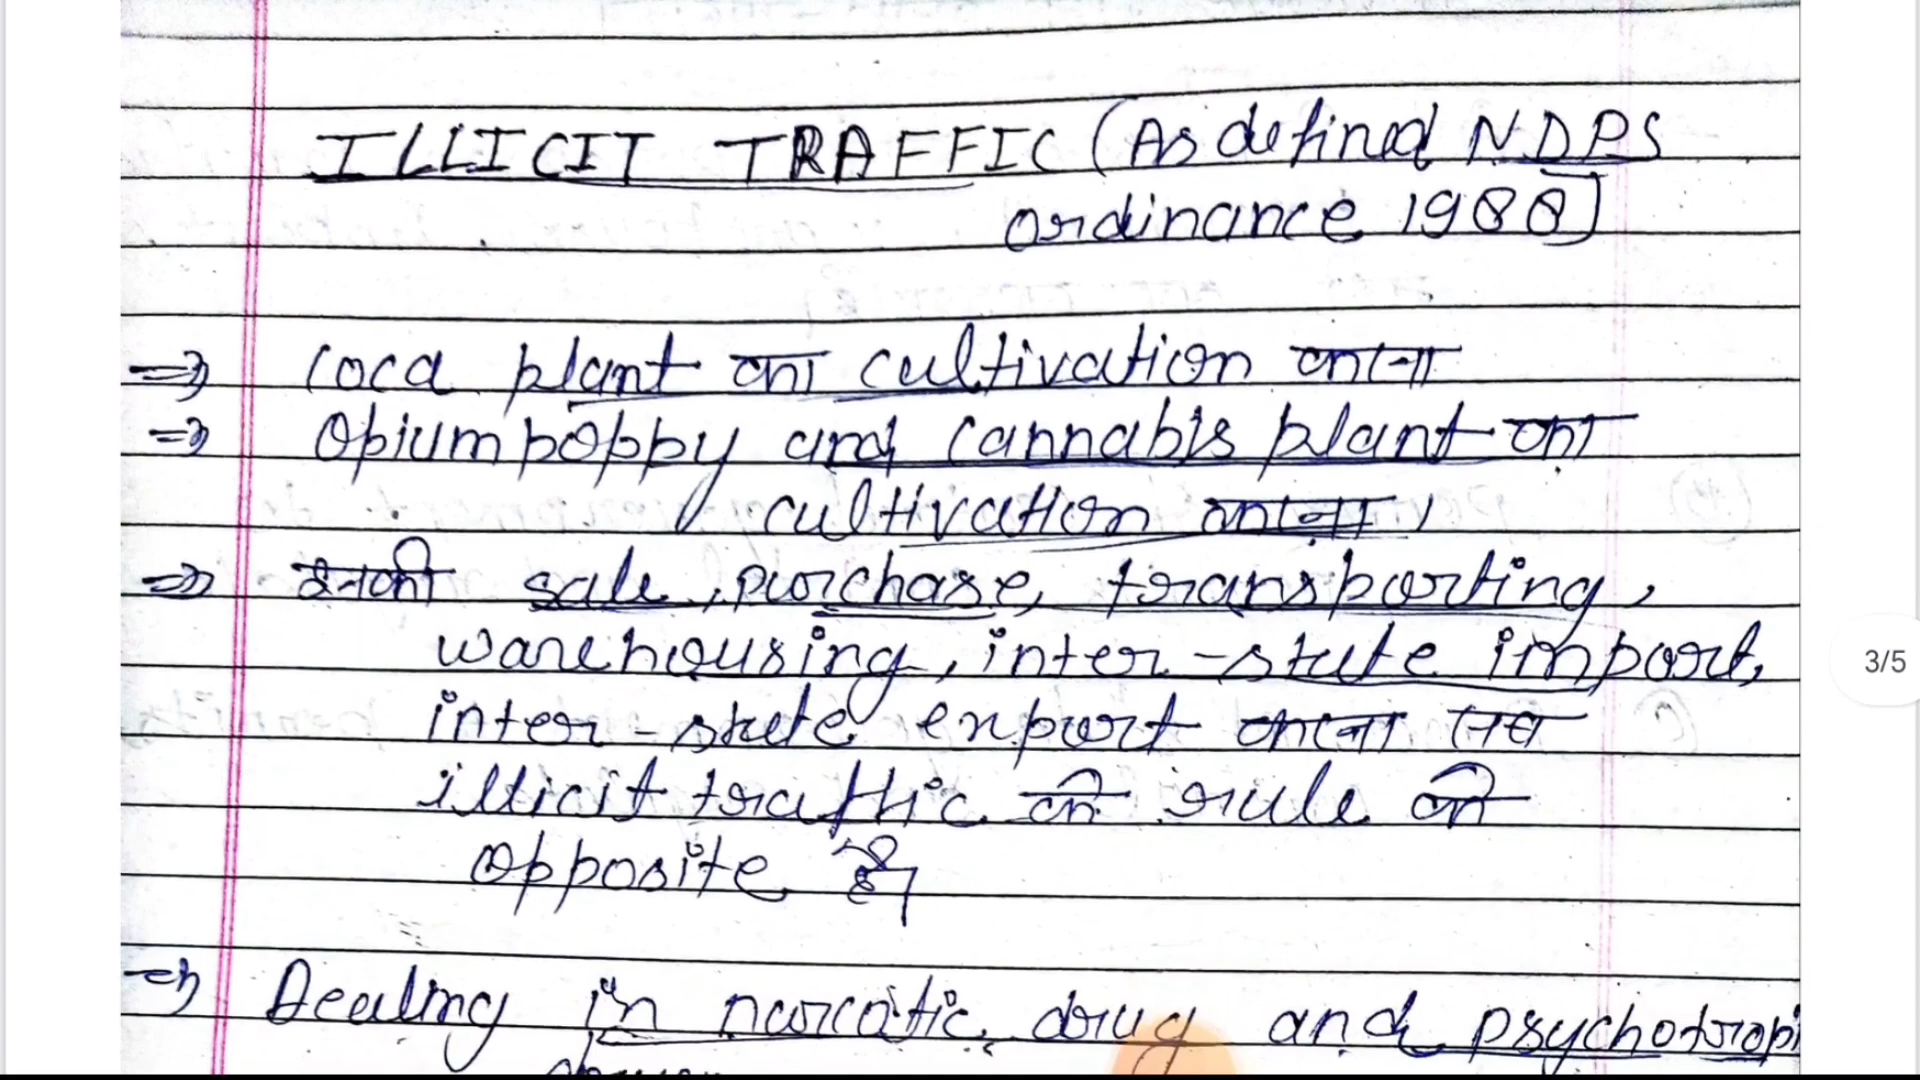 ILLICIT TRAFFIC (As defined NDPS
ordinance 1988]
⇒ Coca plant का cultivation करना
⇒ Opium poppy and cannabis plant का
cultivation करना।
⇒ इनकी sale, purchase, transporting,
warehousing, inter-state import,
inter-state export करना सब
illicit traffic के rule के
opposite है।
3/5
⇒ Dealing in narcotic drug and psychotropi